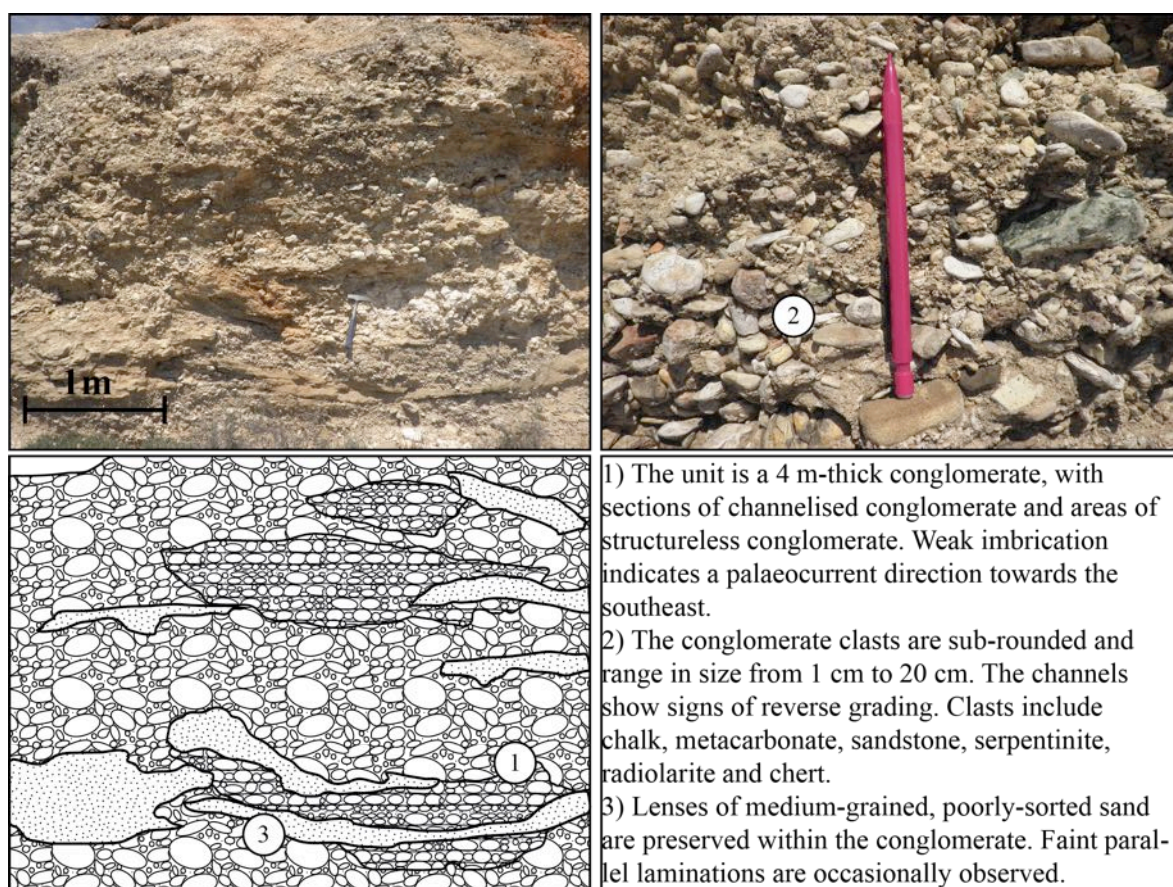 1m
2
1
3
1) The unit is a 4 m-thick conglomerate, with
sections of channelised conglomerate and areas of
structureless conglomerate. Weak imbrication
indicates a palaeocurrent direction towards the
southeast.
2) The conglomerate clasts are sub-rounded and
range in size from 1 cm to 20 cm. The channels
show signs of reverse grading. Clasts include
chalk, metacarbonate, sandstone, serpentinite,
radiolarite and chert.
3) Lenses of medium-grained, poorly-sorted sand
are preserved within the conglomerate. Faint paral-
lel laminations are occasionally observed.